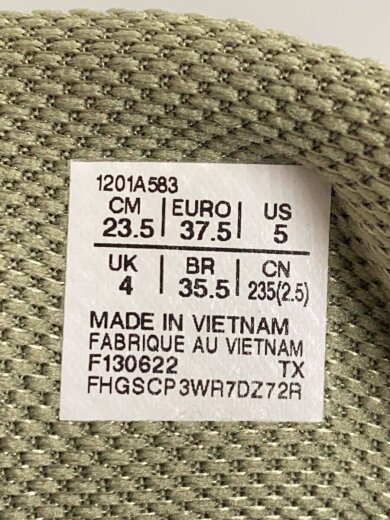 1201A583
CM | EURO | US
23.5 | 37.5 | 5
UK | BR | CN
4 | 35.5 | 235(2.5)
MADE IN VIETNAM
FABRIQUE AU VIETNAM
F130622 TX
FHGSCP3WR7DZ72R